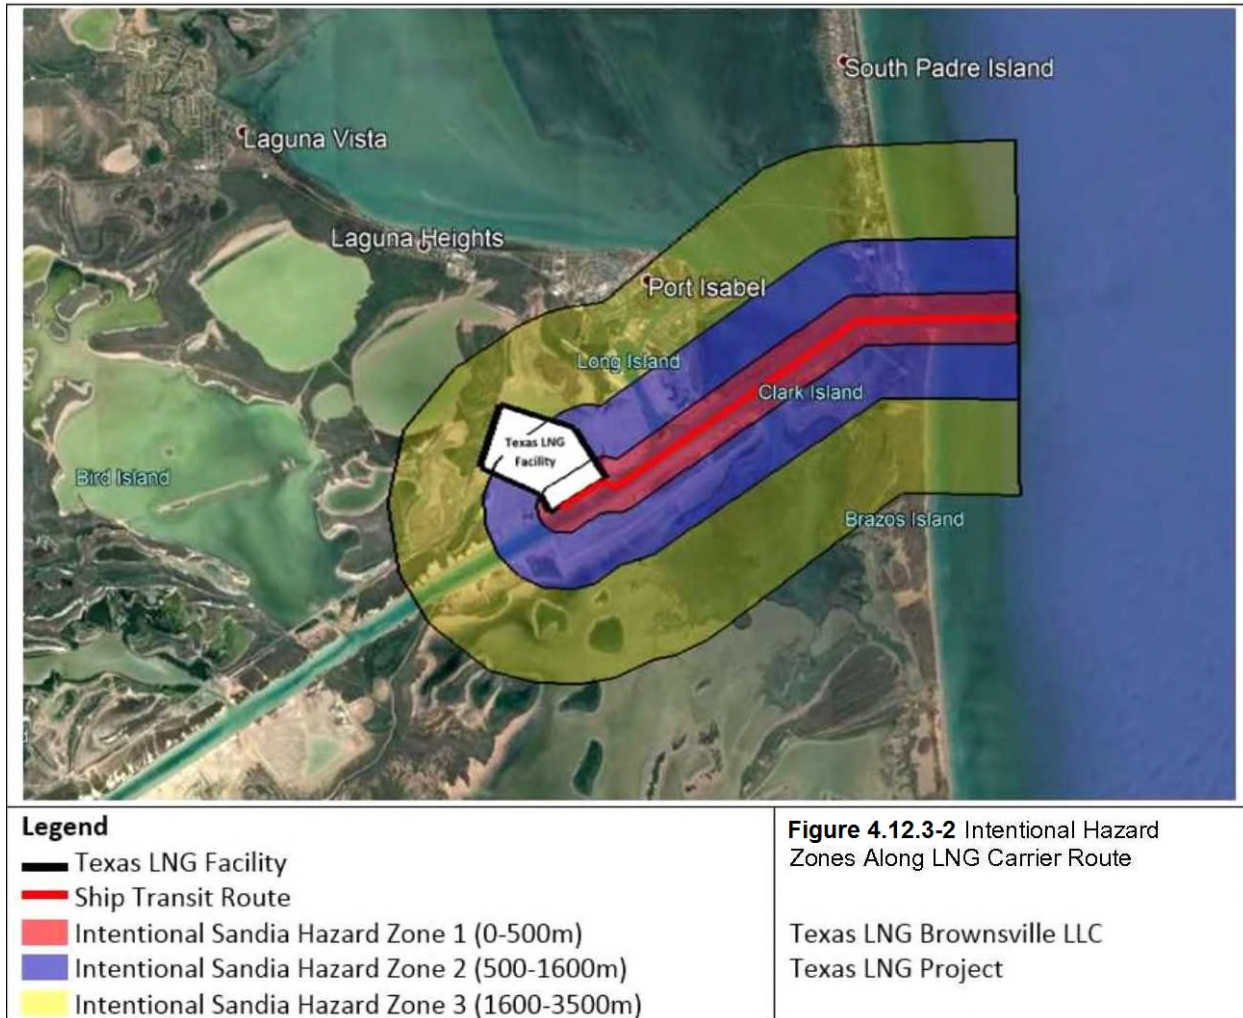 South Padre Island
Laguna Vista
Laguna Heights
Port Isabel
Long Island
Clark Island
Texas LNG
Facility
Bird Island
Brazos Island
Legend
Texas LNG Facility
Ship Transit Route
Intentional Sandia Hazard Zone 1 (0-500m)
Intentional Sandia Hazard Zone 2 (500-1600m)
Intentional Sandia Hazard Zone 3 (1600-3500m)
Figure 4.12.3-2 Intentional Hazard
Zones Along LNG Carrier Route
Texas LNG Brownsville LLC
Texas LNG Project